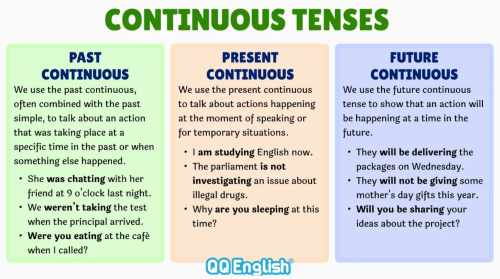 CONTINUOUS TENSES
PAST
CONTINUOUS
We use the past continuous,
often combined with the past
simple, to talk about an action
that was taking place at a
specific time in the past or when
something else happened.
• She was chatting with her
friend at 9 o'clock last night.
• We weren't taking the test
when the principal arrived.
• Were you eating at the cafè
when I called?
PRESENT
CONTINUOUS
We use the present continuous
to talk about actions happening
at the moment of speaking or
for temporary situations.
• I am studying English now.
• The parliament is not
investigating an issue about
illegal drugs.
• Why are you sleeping at this
time?
FUTURE
CONTINUOUS
We use the future continuous
tense to show that an action will
be happening at a time in the
future.
• They will be delivering the
packages on Wednesday.
• They will not be giving some
mother's day gifts this year.
• Will you be sharing your
ideas about the project?
QQEnglish